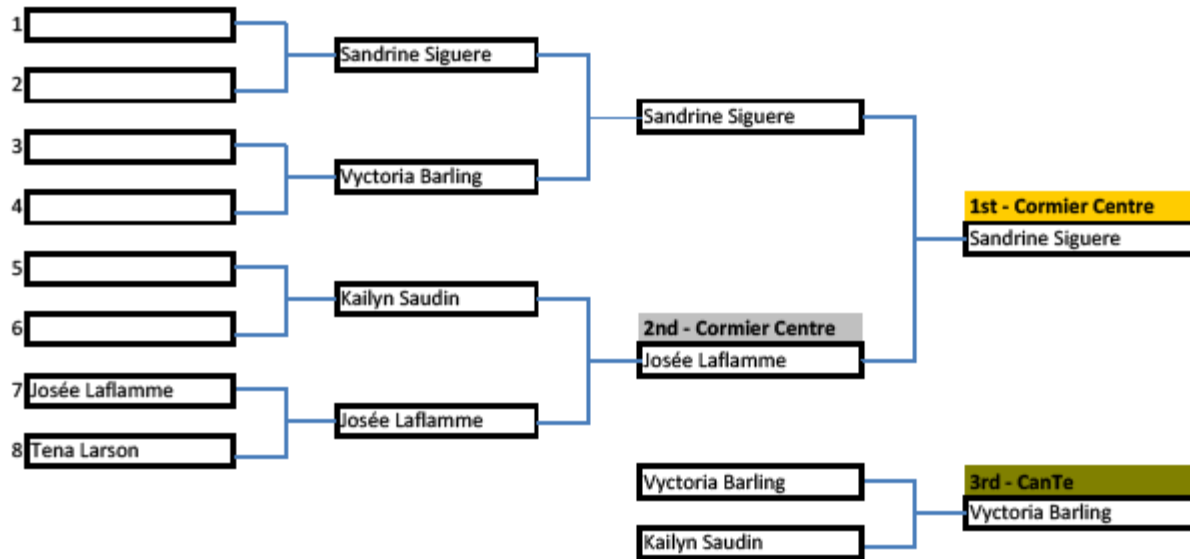 1
Sandrine Siguere
2
Sandrine Siguere
3
Vyctoria Barling
4
1st - Cormier Centre
Sandrine Siguere
5
Kailyn Saudin
6
2nd - Cormier Centre
Josée Laflamme
7 Josée Laflamme
Josée Laflamme
8 Tena Larson
Vyctoria Barling
3rd - CanTe
Vyctoria Barling
Kailyn Saudin